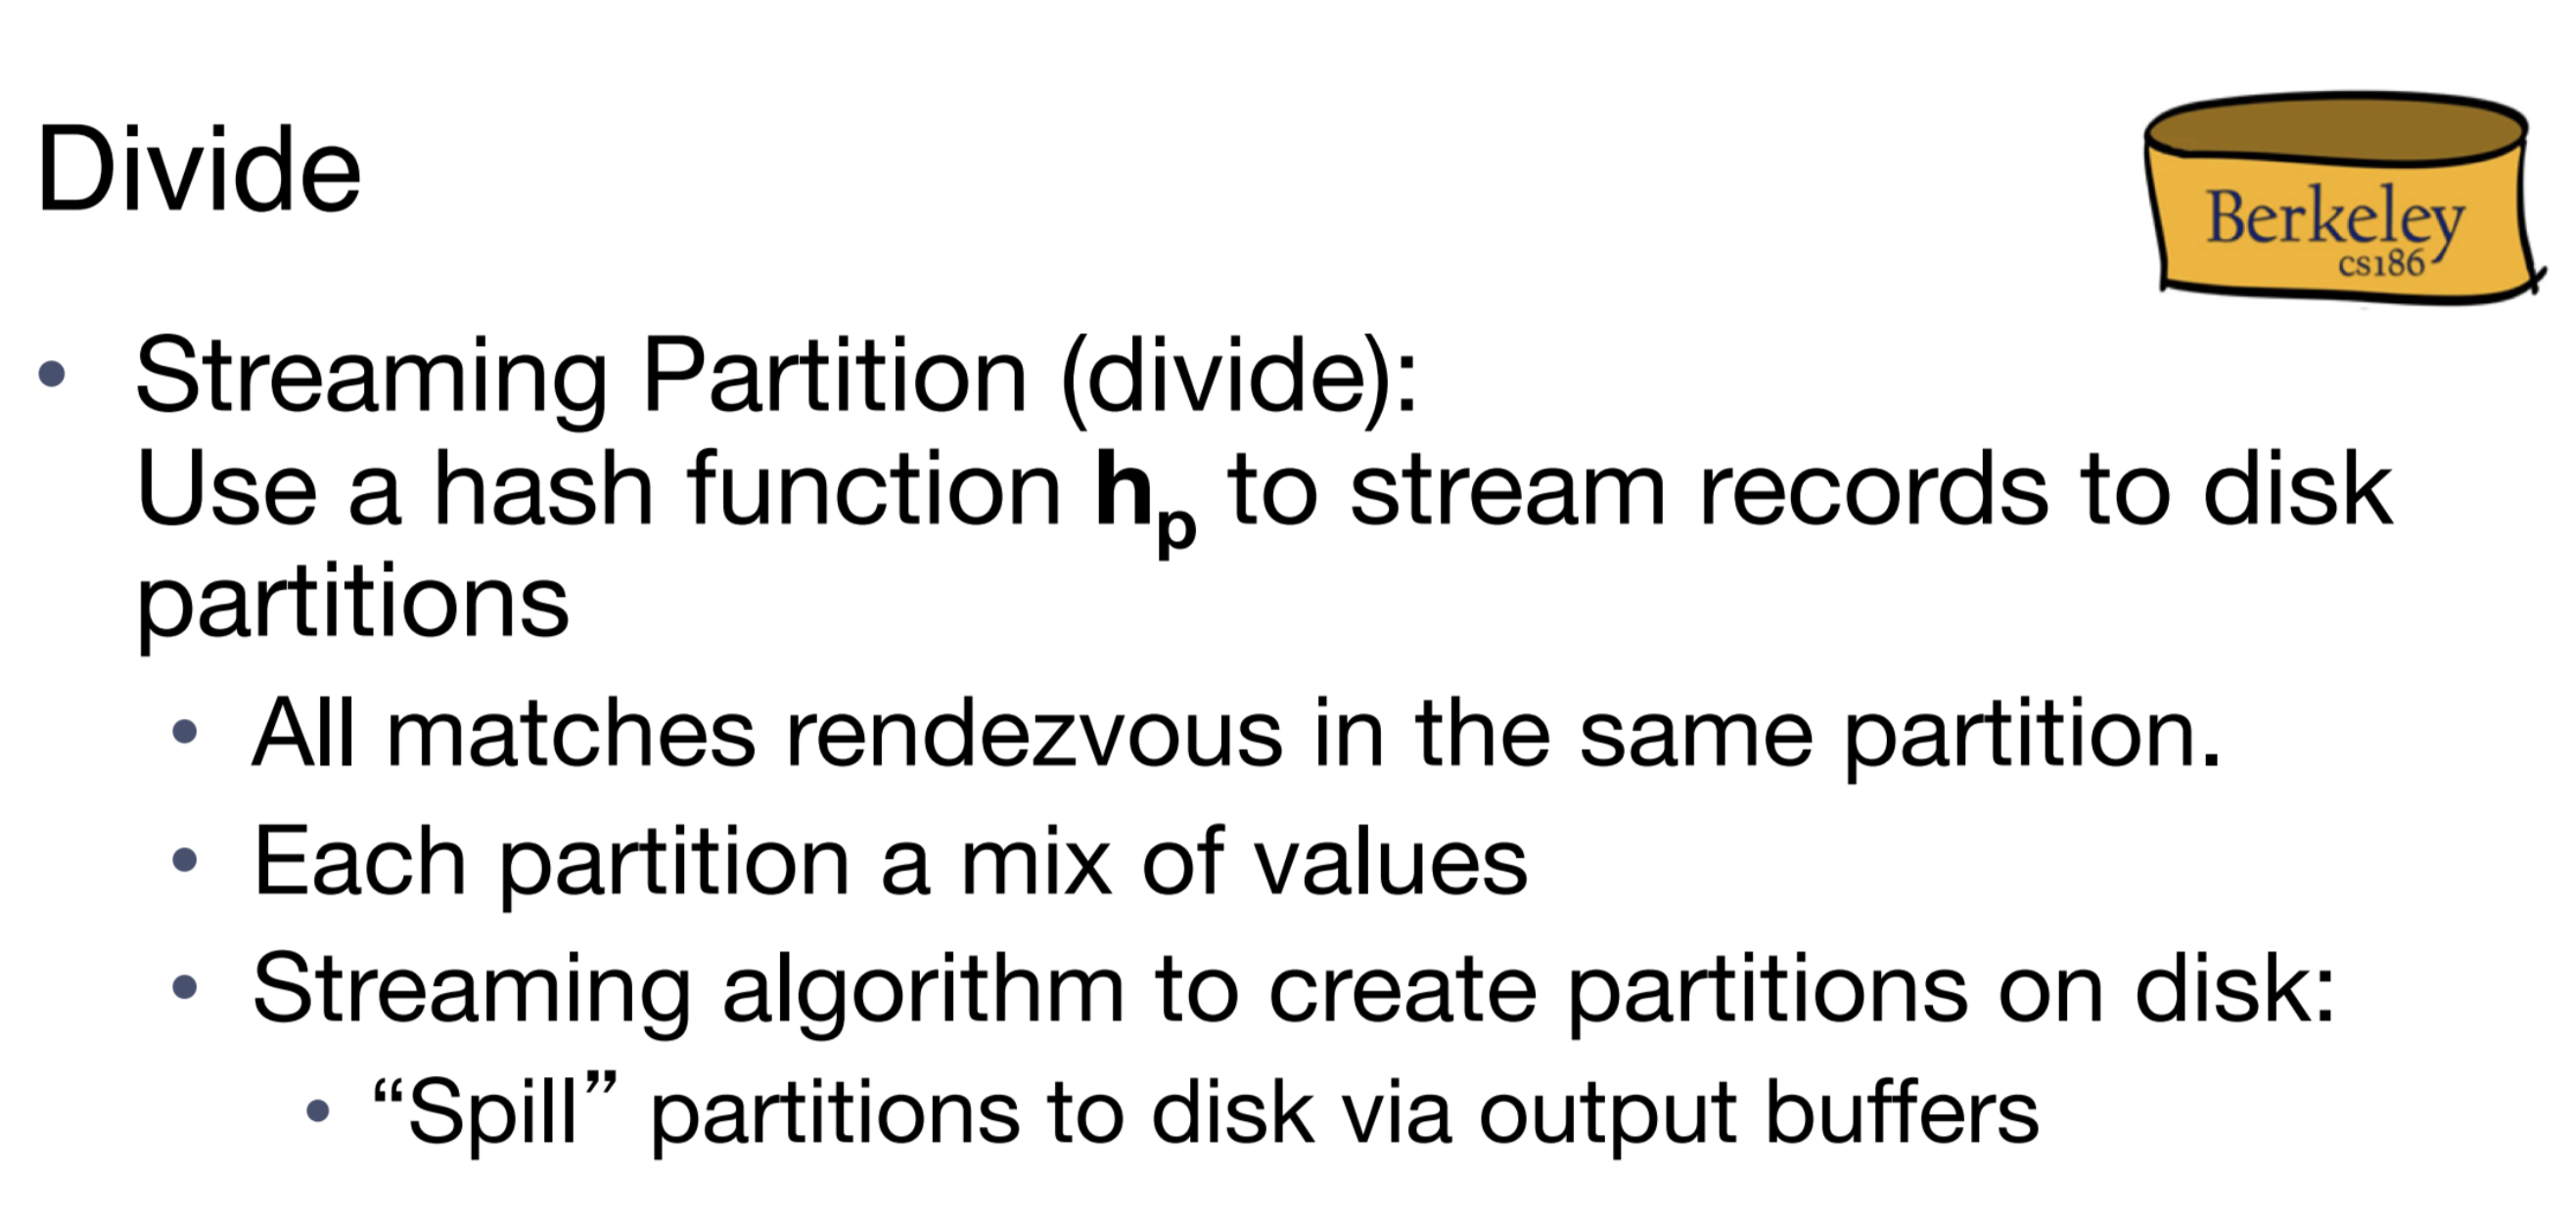 Divide
Berkeley
cs186
• Streaming Partition (divide):
Use a hash function hp to stream records to disk
partitions
• All matches rendezvous in the same partition.
• Each partition a mix of values
• Streaming algorithm to create partitions on disk:
• “Spill” partitions to disk via output buffers